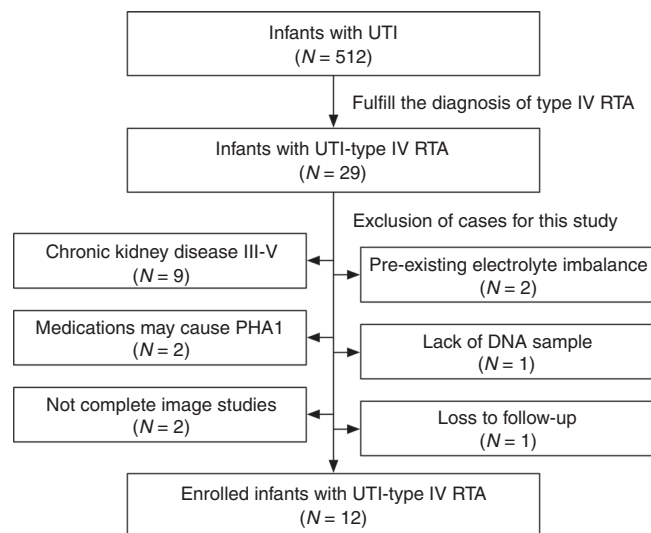 Infants with UTI
(N = 512)
Fulfill the diagnosis of type IV RTA
Infants with UTI-type IV RTA
(N = 29)
Exclusion of cases for this study
Chronic kidney disease III-V
(N = 9)
Pre-existing electrolyte imbalance
(N = 2)
Medications may cause PHA1
(N = 2)
Lack of DNA sample
(N = 1)
Not complete image studies
(N = 2)
Loss to follow-up
(N = 1)
Enrolled infants with UTI-type IV RTA
(N = 12)